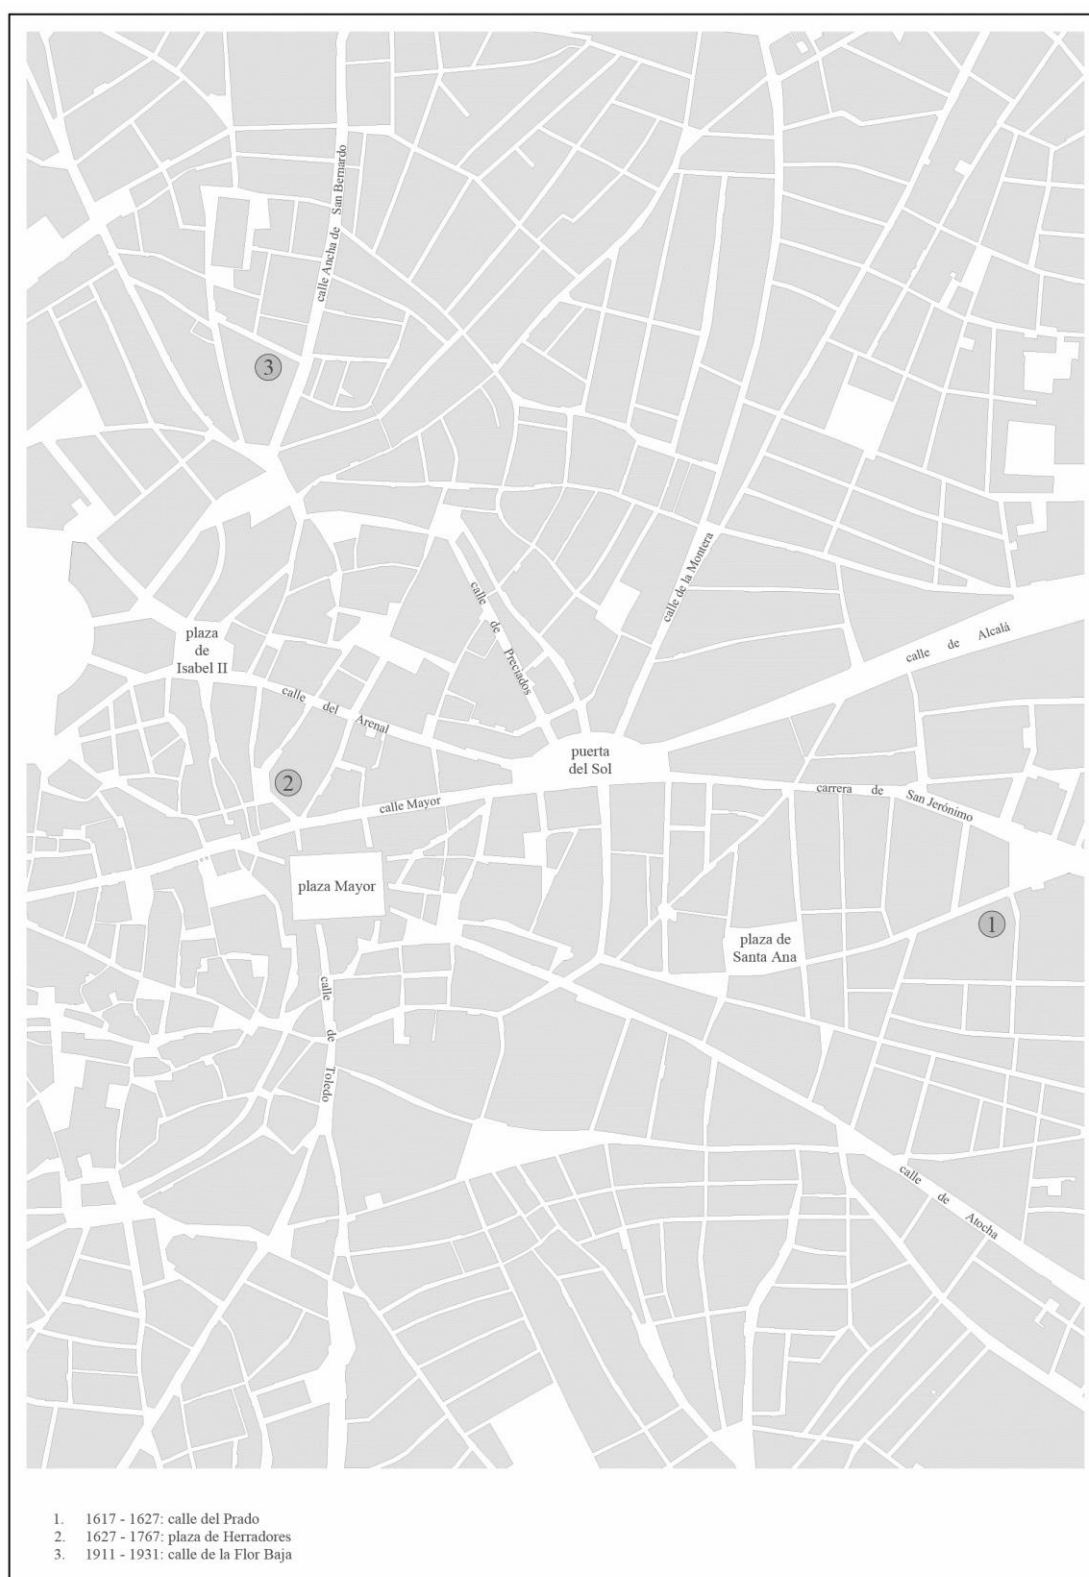 calle Ancha de San Bernardo
3
calle de la Montera
calle de Preciados
plaza
de
Isabel II
calle de Alcalá
calle del Arenal
puerta
del Sol
2
calle Mayor
carrera de San Jerónimo
plaza Mayor
1
plaza de
Santa Ana
calle de Toledo
calle de Atocha
1. 1617 - 1627: calle del Prado
2. 1627 - 1767: plaza de Herradores
3. 1911 - 1931: calle de la Flor Baja